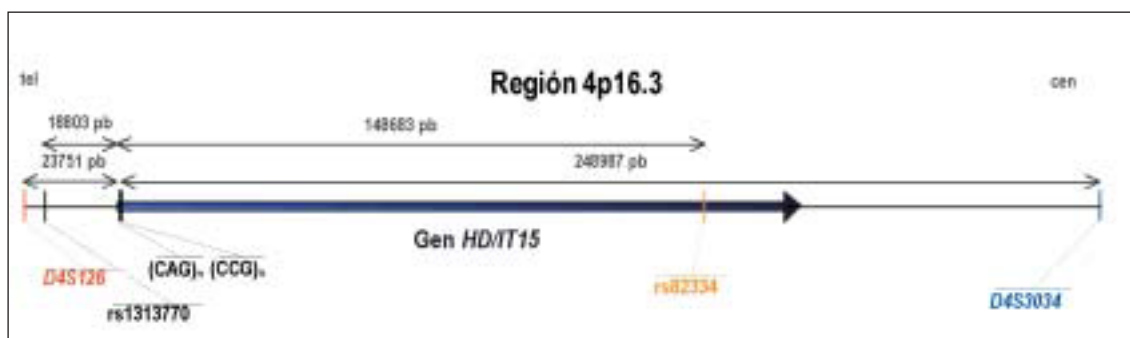 tel
Región 4p16.3
cen
18803 pb
148683 pb
23751 pb
248987 pb
Gen HD/IT15
(CAG)ₙ (CCG)ₙ
D4S126
rs1313770
rs82334
D4S3034